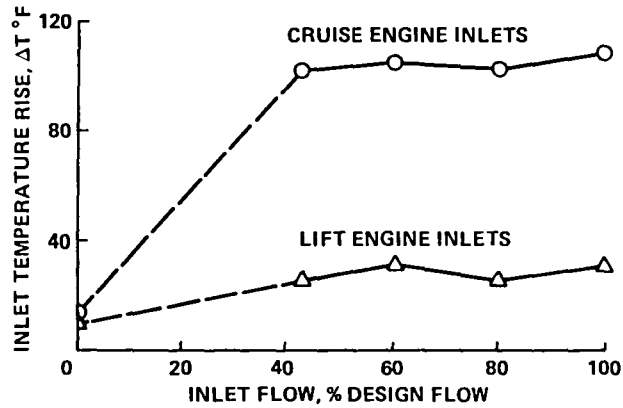 INLET TEMPERATURE RISE, ΔT °F
120
80
40
0
CRUISE ENGINE INLETS
LIFT ENGINE INLETS
0 20 40 60 80 100
INLET FLOW, % DESIGN FLOW